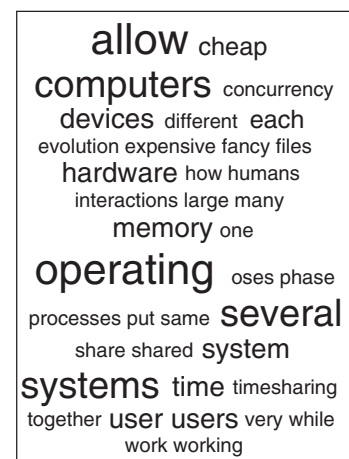 allow cheap
computers concurrency
devices different each
evolution expensive fancy files
hardware how humans
interactions large many
memory one
operating oses phase
processes put same several
share shared system
systems time timesharing
together user users very while
work working